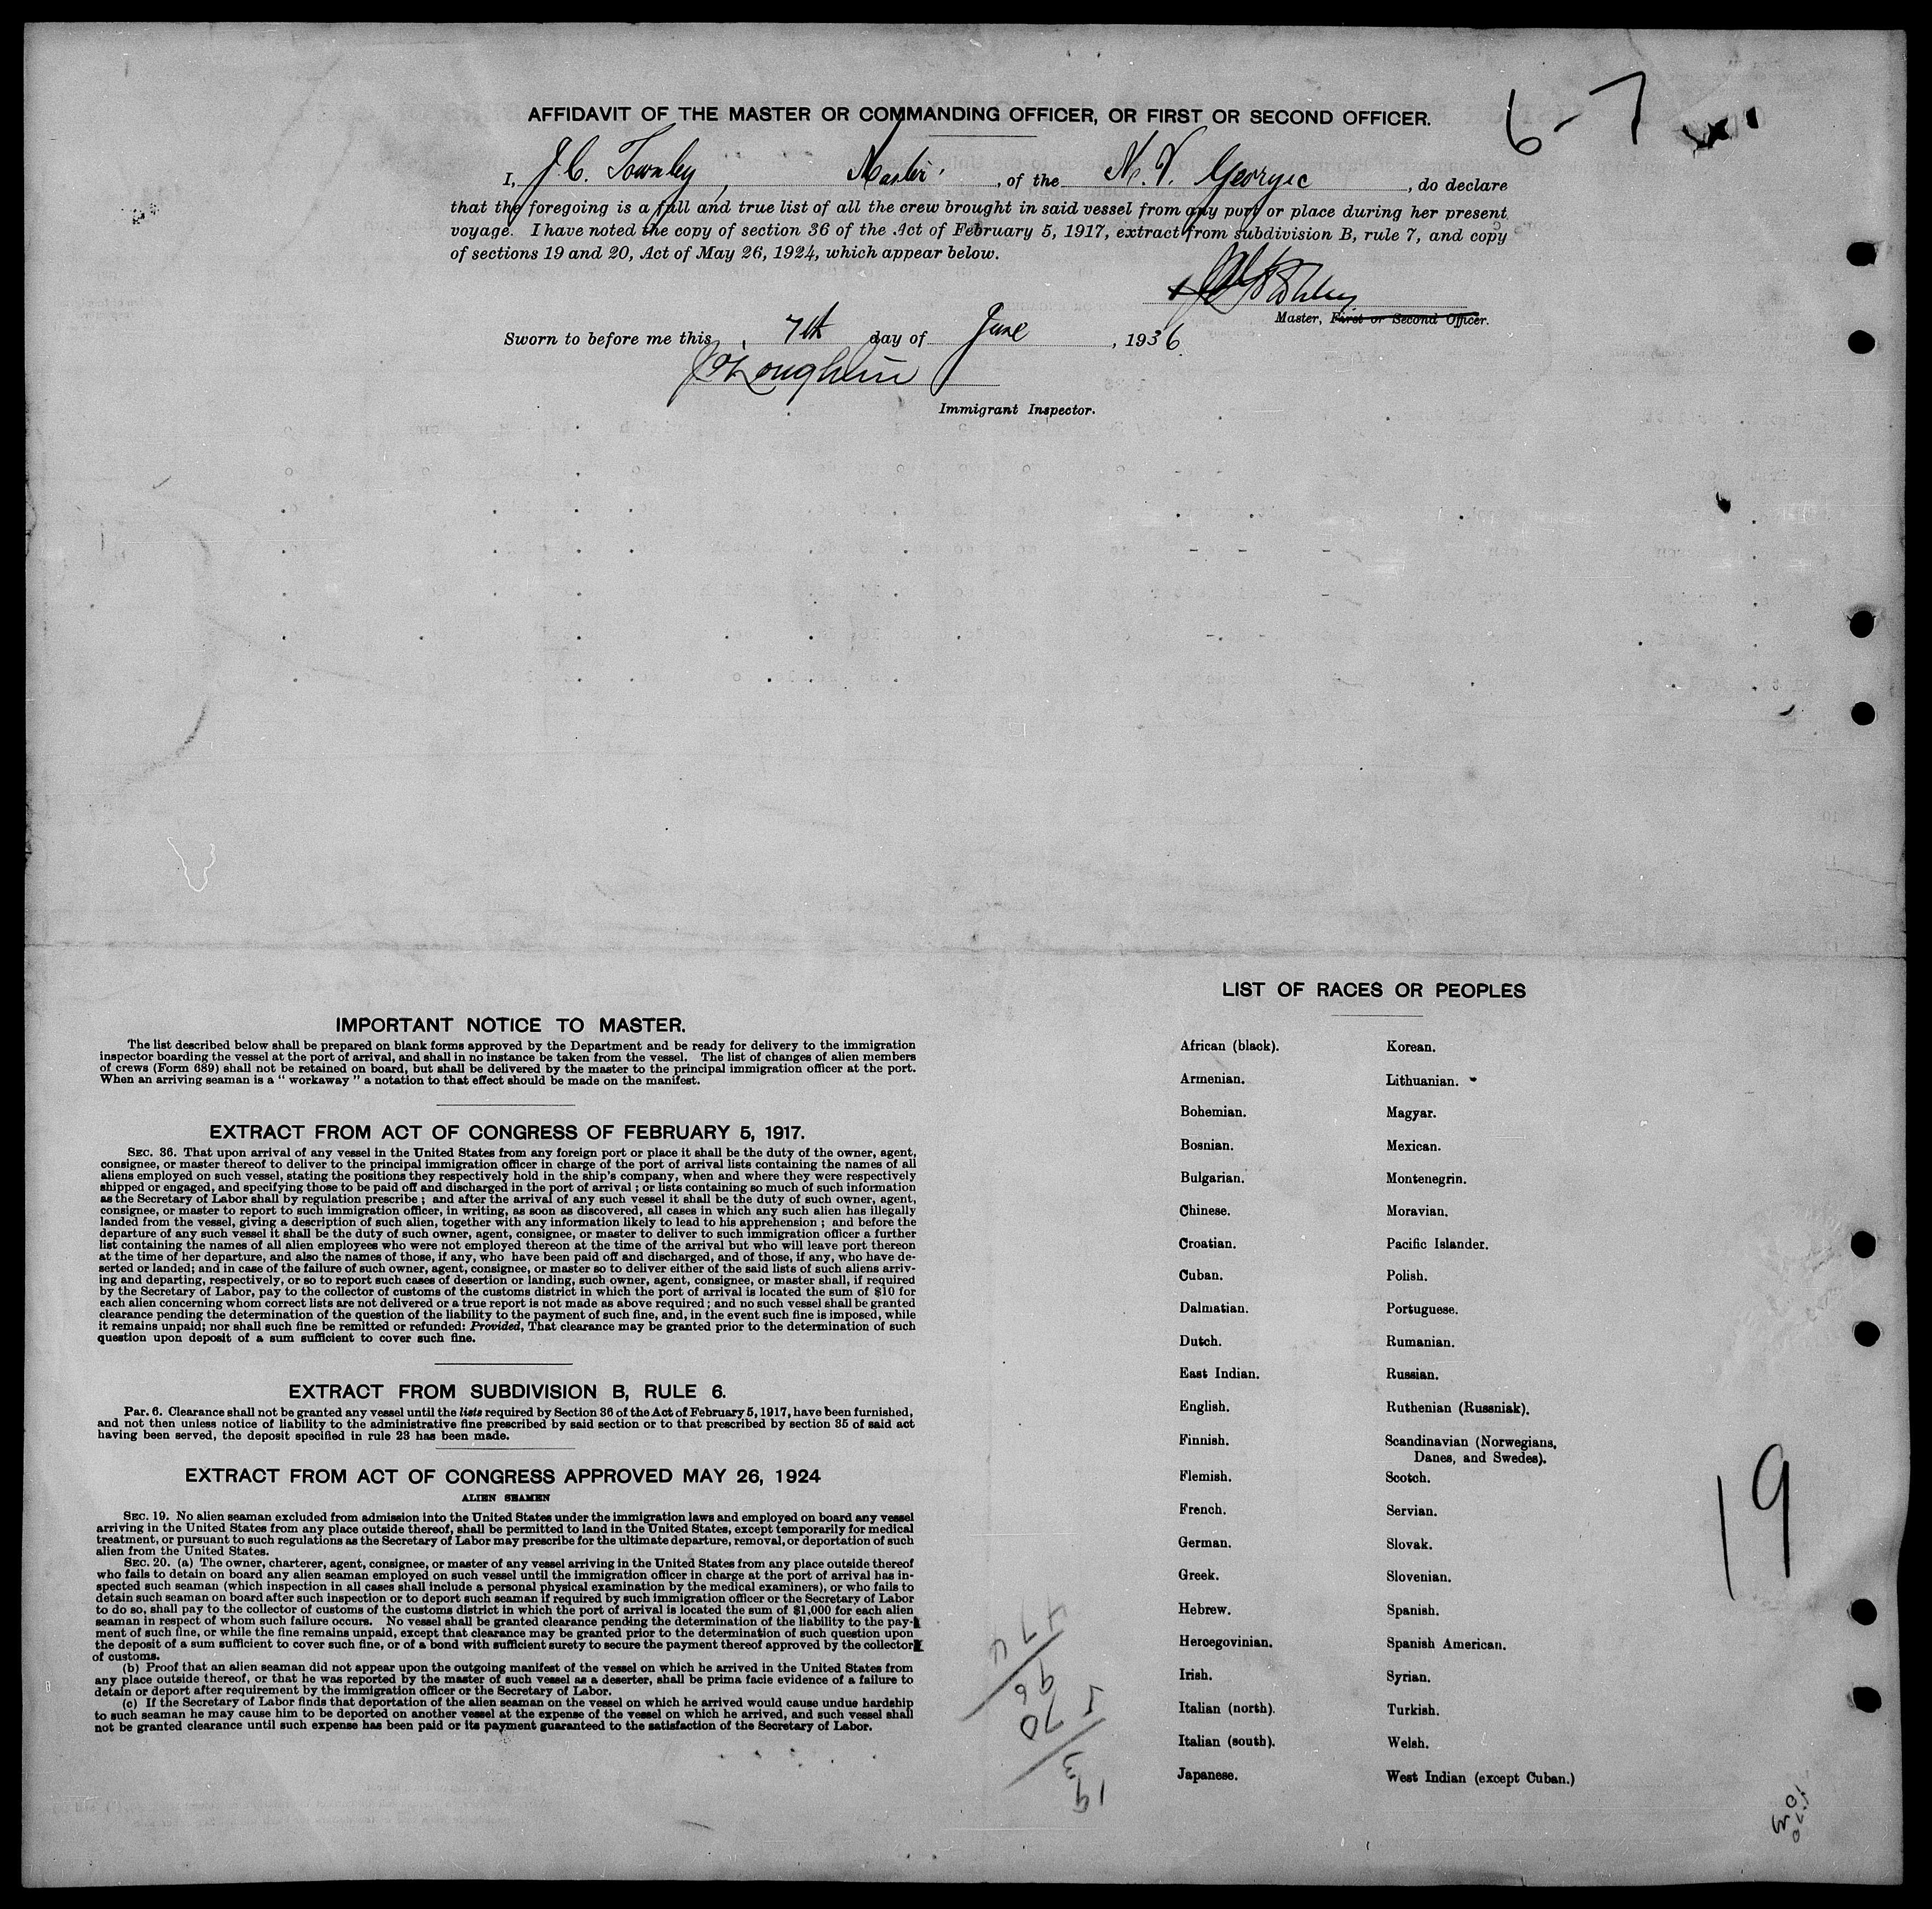 AFFIDAVIT OF THE MASTER OR COMMANDING OFFICER, OR FIRST OR SECOND OFFICER.
6-7
I, J.C. Townley, Master, of the M.V. Georgic, do declare
that the foregoing is a full and true list of all the crew brought in said vessel from any port or place during her present
voyage. I have noted the copy of section 36 of the Act of February 5, 1917, extract from subdivision B, rule 7, and copy
of sections 19 and 20, Act of May 26, 1924, which appear below.
Master, First or Second Officer.
Sworn to before me this 7th day of June, 1936.
Immigrant Inspector.
IMPORTANT NOTICE TO MASTER.
The list described below shall be prepared on blank forms approved by the Department and be ready for delivery to the immigration
inspector boarding the vessel at the port of arrival, and shall in no instance be taken from the vessel. The list of changes of alien members
of crews (Form 689) shall not be retained on board, but shall be delivered by the master to the principal immigration officer at the port.
When an arriving seaman is a " workaway " a notation to that effect should be made on the manifest.
EXTRACT FROM ACT OF CONGRESS OF FEBRUARY 5, 1917.
SEC. 36. That upon arrival of any vessel in the United States from any foreign port or place it shall be the duty of the owner, agent,
consignee, or master thereof to deliver to the principal immigration officer in charge of the port of arrival lists containing the names of all
aliens employed on such vessel, stating the positions they respectively hold in the ship's company, when and where they were respectively
shipped or engaged, and specifying those to be paid off and discharged in the port of arrival ; or lists containing so much of such information
as the Secretary of Labor shall by regulation prescribe ; and after the arrival of any such vessel it shall be the duty of such owner, agent,
consignee, or master to report to such immigration officer, in writing, as soon as discovered, all cases in which any such alien has illegally
landed from the vessel, giving a description of such alien, together with any information likely to lead to his apprehension ; and before the
departure of any such vessel it shall be the duty of such owner, agent, consignee, or master to deliver to such immigration officer a further
list containing the names of all alien employees who were not employed thereon at the time of the arrival but who will leave port thereon
at the time of her departure, and also the names of those, if any, who have been paid off and discharged, and of those, if any, who have de-
serted or landed; and in case of the failure of such owner, agent, consignee, or master so to deliver either of the said lists of such aliens arriv-
ing and departing, respectively, or so to report such cases of desertion or landing, such owner, agent, consignee, or master shall, if required
by the Secretary of Labor, pay to the collector of customs of the customs district in which the port of arrival is located the sum of $10 for
each alien concerning whom correct lists are not delivered or a true report is not made as above required ; and no such vessel shall be granted
clearance pending the determination of the question of the liability to the payment of such fine, and, in the event such fine is imposed, while
it remains unpaid; nor shall such fine be remitted or refunded: Provided, That clearance may be granted prior to the determination of such
question upon deposit of a sum sufficient to cover such fine.
EXTRACT FROM SUBDIVISION B, RULE 6.
Par. 6. Clearance shall not be granted any vessel until the lists required by Section 36 of the Act of February 5, 1917, have been furnished,
and not then unless notice of liability to the administrative fine prescribed by said section or to that prescribed by section 35 of said act
having been served, the deposit specified in rule 23 has been made.
EXTRACT FROM ACT OF CONGRESS APPROVED MAY 26, 1924
ALIEN SEAMEN
SEC. 19. No alien seaman excluded from admission into the United States under the immigration laws and employed on board any vessel
arriving in the United States from any place outside thereof, shall be permitted to land in the United States, except temporarily for medical
treatment, or pursuant to such regulations as the Secretary of Labor may prescribe for the ultimate departure, removal, or deportation of such
alien from the United States.
SEC. 20. (a) The owner, charterer, agent, consignee, or master of any vessel arriving in the United States from any place outside thereof
who fails to detain on board any alien seaman employed on such vessel until the immigration officer in charge at the port of arrival has in-
spected such seaman (which inspection in all cases shall include a personal physical examination by the medical examiners), or who fails to
detain such seaman on board after such inspection or to deport such seaman if required by such immigration officer or the Secretary of Labor
to do so, shall pay to the collector of customs of the customs district in which the port of arrival is located the sum of $1,000 for each alien
seaman in respect of whom such failure occurs. No vessel shall be granted clearance pending the determination of the liability to the pay-
ment of such fine, or while the fine remains unpaid, except that clearance may be granted prior to the determination of such question upon
the deposit of a sum sufficient to cover such fine, or of a bond with sufficient surety to secure the payment thereof approved by the collector
of customs.
(b) Proof that an alien seaman did not appear upon the outgoing manifest of the vessel on which he arrived in the United States from
any place outside thereof, or that he was reported by the master of such vessel as a deserter, shall be prima facie evidence of a failure to
detain or deport after requirement by the immigration officer or the Secretary of Labor.
(c) If the Secretary of Labor finds that deportation of the alien seaman on the vessel on which he arrived would cause undue hardship
to such seaman he may cause him to be deported on another vessel at the expense of the vessel on which he arrived, and such vessel shall
not be granted clearance until such expense has been paid or its payment guaranteed to the satisfaction of the Secretary of Labor.
LIST OF RACES OR PEOPLES
African (black).
Armenian.
Bohemian.
Bosnian.
Bulgarian.
Chinese.
Croatian.
Cuban.
Dalmatian.
Dutch.
East Indian.
English.
Finnish.
Flemish.
French.
German.
Greek.
Hebrew.
Hercegovinian.
Irish.
Italian (north).
Italian (south).
Japanese.
Korean.
Lithuanian.
Magyar.
Mexican.
Montenegrin.
Moravian.
Pacific Islander.
Polish.
Portuguese.
Rumanian.
Russian.
Ruthenian (Russniak).
Scandinavian (Norwegians,
Danes, and Swedes).
Scotch.
Servian.
Slovak.
Slovenian.
Spanish.
Spanish American.
Syrian.
Turkish.
Welsh.
West Indian (except Cuban.)
19